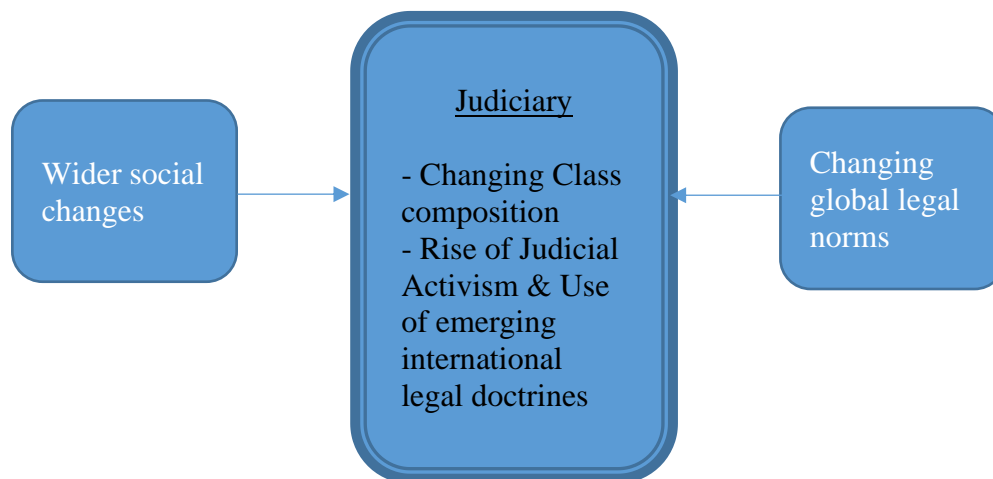 Wider social
changes
Judiciary
- Changing Class
composition
- Rise of Judicial
Activism & Use
of emerging
international
legal doctrines
Changing
global legal
norms